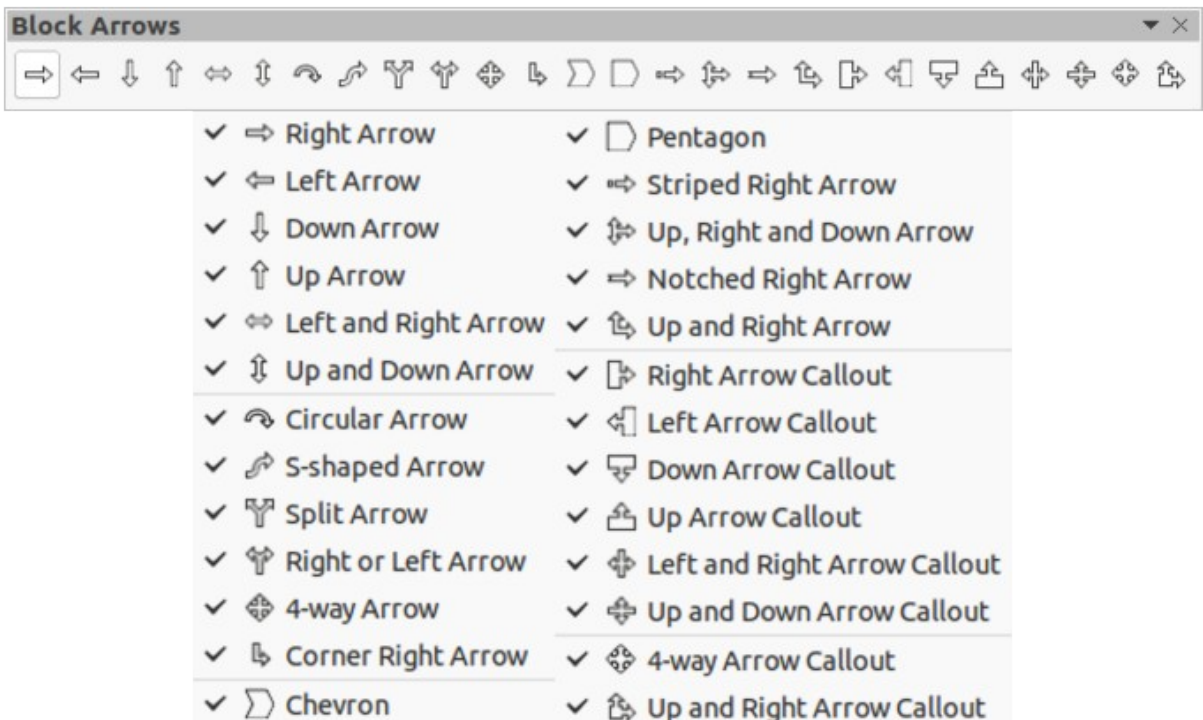 Block Arrows
Right Arrow
Left Arrow
Down Arrow
Up Arrow
Left and Right Arrow
Up and Down Arrow
Circular Arrow
S-shaped Arrow
Split Arrow
Right or Left Arrow
4-way Arrow
Corner Right Arrow
Chevron
Pentagon
Striped Right Arrow
Up, Right and Down Arrow
Notched Right Arrow
Up and Right Arrow
Right Arrow Callout
Left Arrow Callout
Down Arrow Callout
Up Arrow Callout
Left and Right Arrow Callout
Up and Down Arrow Callout
4-way Arrow Callout
Up and Right Arrow Callout